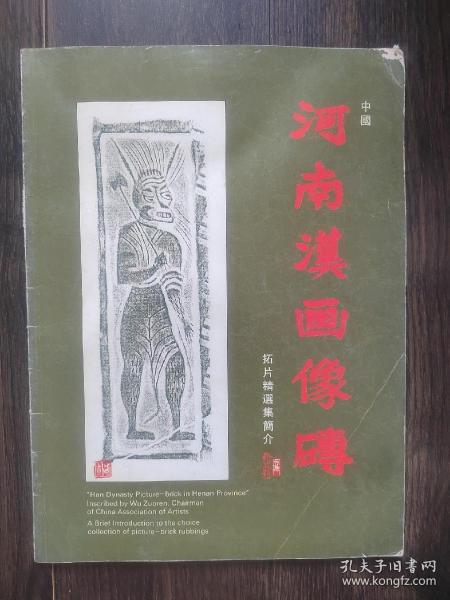 中國
河南漢画像磚
拓片精選集簡介
"Han Dynasty Picture-brick in Henan Province"
Inscribed by Wu Zuoren, Chairman
of China Association of Artists
A Brief Introduction to the choice
collection of picture-brick rubbings
孔夫子旧书网
www.kongfz.com